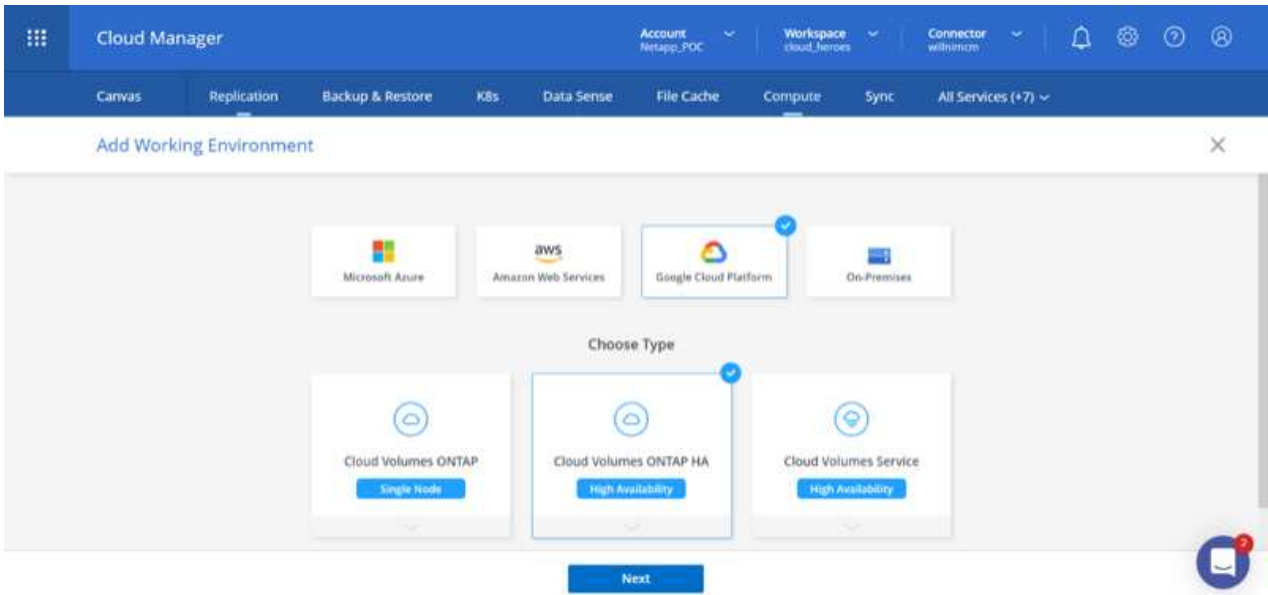 Cloud Manager
Account
Netapp_POC
Workspace
cloud_heroes
Connector
willnimcm
Canvas Replication Backup & Restore K8s Data Sense File Cache Compute Sync All Services (+7)
Add Working Environment
Microsoft Azure
aws
Amazon Web Services
Google Cloud Platform
On-Premises
Choose Type
Cloud Volumes ONTAP
Single Node
Cloud Volumes ONTAP HA
High Availability
Cloud Volumes Service
High Availability
Next
2